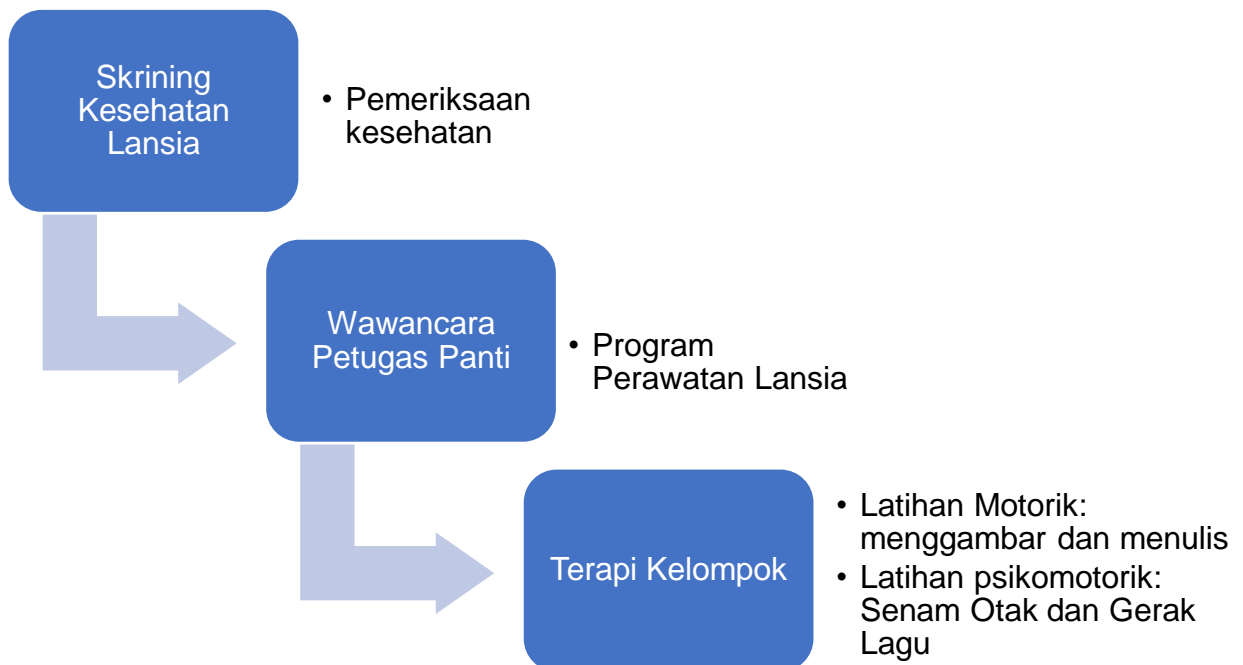 Skrining
Kesehatan
Lansia
• Pemeriksaan
kesehatan
Wawancara
Petugas Panti
• Program
Perawatan Lansia
Terapi Kelompok
• Latihan Motorik:
menggambar dan menulis
• Latihan psikomotorik:
Senam Otak dan Gerak
Lagu